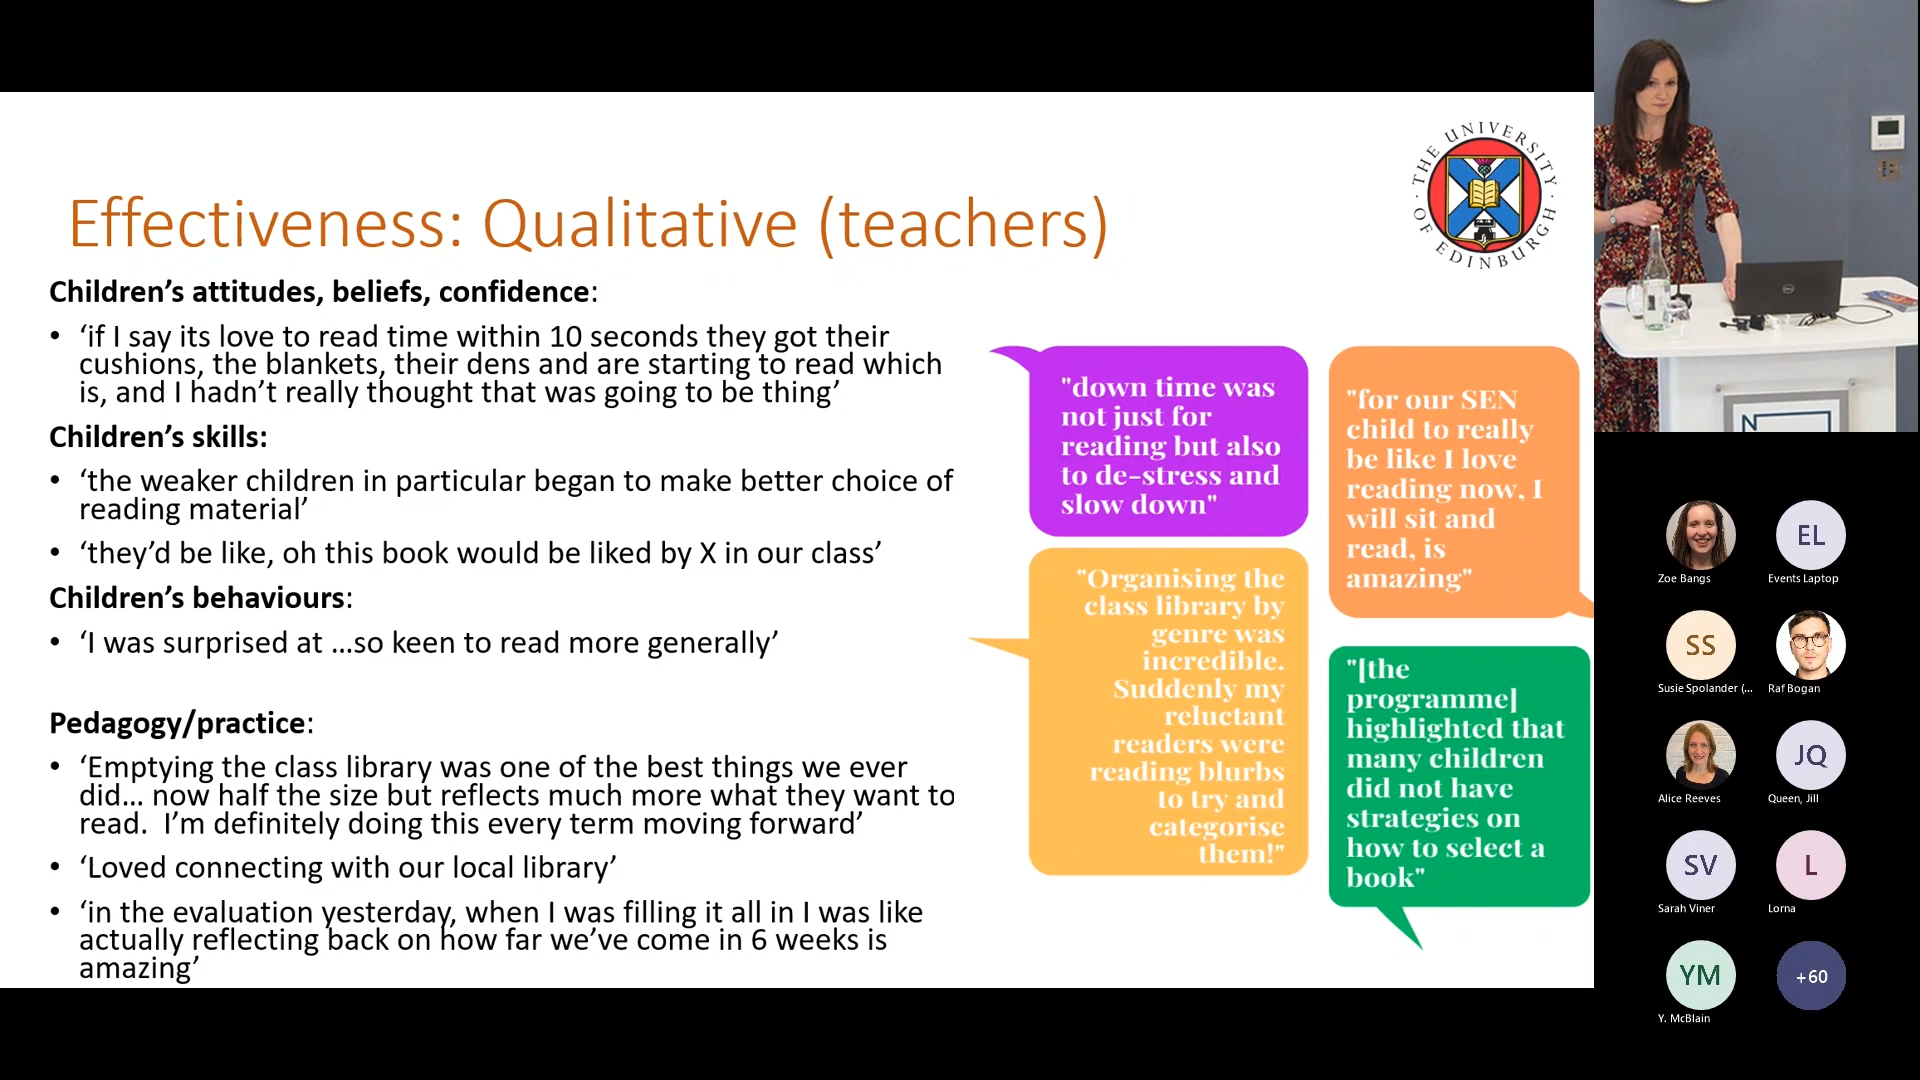 Effectiveness: Qualitative (teachers)
THE UNIVERSITY
OF EDINBURGH
Children’s attitudes, beliefs, confidence:
• ‘if I say its love to read time within 10 seconds they got their
cushions, the blankets, their dens and are starting to read which
is, and I hadn’t really thought that was going to be thing’
Children’s skills:
• ‘the weaker children in particular began to make better choice of
reading material’
• ‘they’d be like, oh this book would be liked by X in our class’
Children’s behaviours:
• ‘I was surprised at …so keen to read more generally’
Pedagogy/practice:
• ‘Emptying the class library was one of the best things we ever
did… now half the size but reflects much more what they want to
read.  I’m definitely doing this every term moving forward’
• ‘Loved connecting with our local library’
• ‘in the evaluation yesterday, when I was filling it all in I was like
actually reflecting back on how far we’ve come in 6 weeks is
amazing’
"down time was
not just for
reading but also
to de-stress and
slow down"
"for our SEN
child to really
be like I love
reading now, I
will sit and
read, is
amazing"
"Organising the
class library by
genre was
incredible.
Suddenly my
reluctant
readers were
reading blurbs
to try and
categorise
them!"
"[the
programme]
highlighted that
many children
did not have
strategies on
how to select a
book"
DELL
N
Zoe Bangs
EL
Events Laptop
SS
Susie Spolander (...
Raf Bogan
Alice Reeves
JQ
Queen, Jill
SV
Sarah Viner
L
Lorna
YM
Y. McBlain
+60